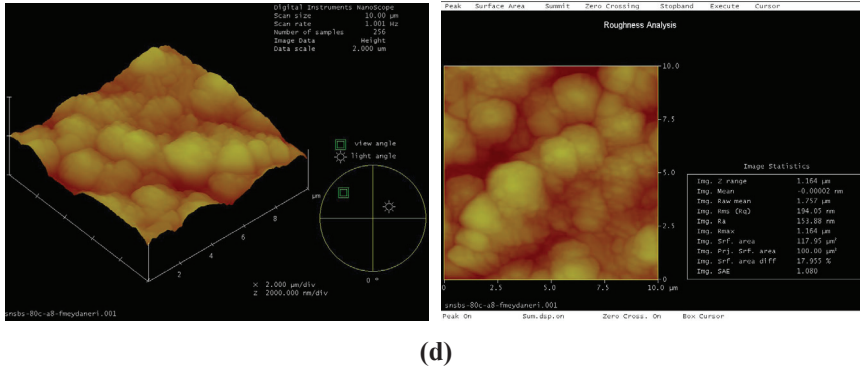 Digital Instruments NanoScope
Scan size 10.00 µm
Scan rate 1.001 Hz
Number of samples 256
Image Data Height
Data scale 2.000 um
view angle
light angle
µm
8
6
4
2
X 2.000 µm/div
Z 2000.000 nm/div
0 °
snsbs-80c-a8-fmeydaneri.001
Peak Surface Area Summit Zero Crossing Stopband Execute Cursor
Roughness Analysis
10.0
7.5
5.0
2.5
0
0 2.5 5.0 7.5 10.0 µm
Image Statistics
Img. Z range 1.164 µm
Img. Mean -0.00002 nm
Img. Raw mean 1.757 µm
Img. Rms (Rq) 194.05 nm
Img. Ra 153.88 nm
Img. Rmax 1.164 µm
Img. Srf. area 117.95 µm²
Img. Prj. Srf. area 100.00 µm²
Img. Srf. area diff 17.955 %
Img. SAE 1.080
snsbs-80c-a8-fmeydaneri.001
Peak On Sum.dsp.on Zero Cross. On Box Cursor
(d)